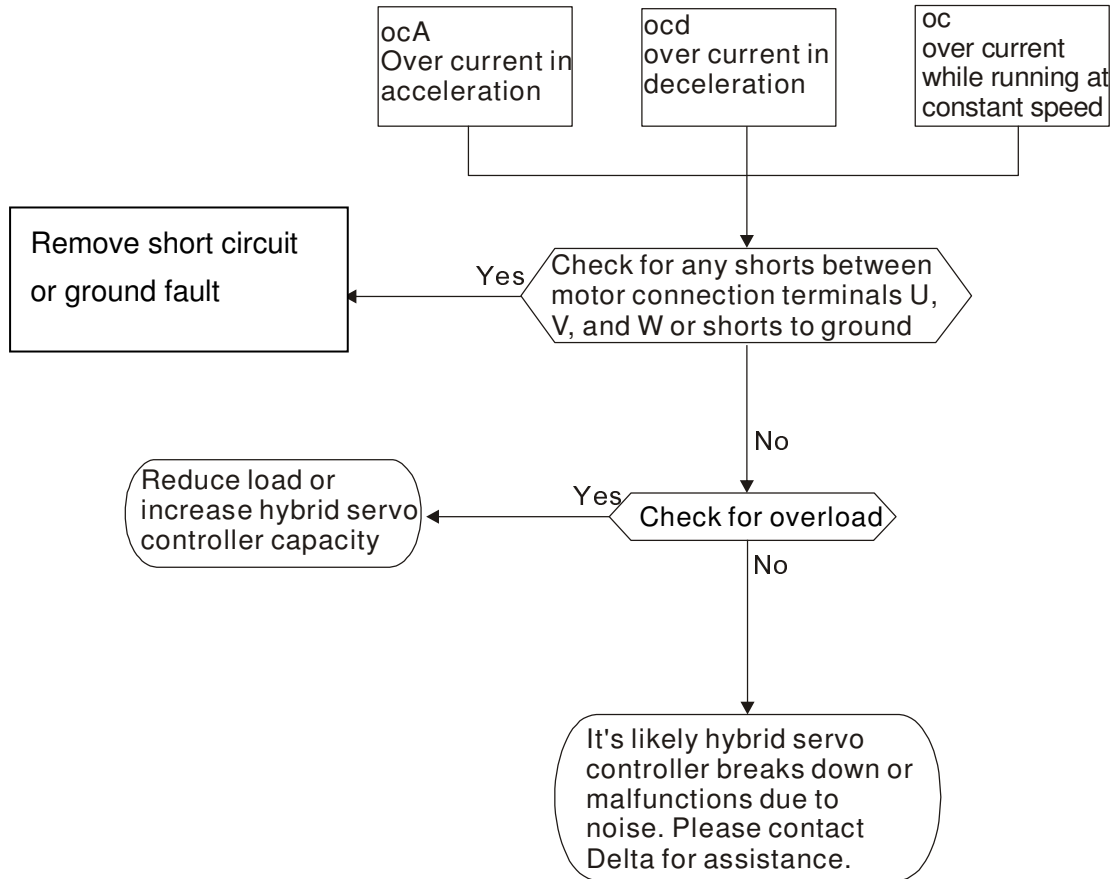 ocA
Over current in
acceleration
ocd
over current in
deceleration
oc
over current
while running at
constant speed
Remove short circuit
or ground fault
Yes
Check for any shorts between
motor connection terminals U,
V, and W or shorts to ground
No
Reduce load or
increase hybrid servo
controller capacity
Yes
Check for overload
No
It's likely hybrid servo
controller breaks down or
malfunctions due to
noise. Please contact
Delta for assistance.